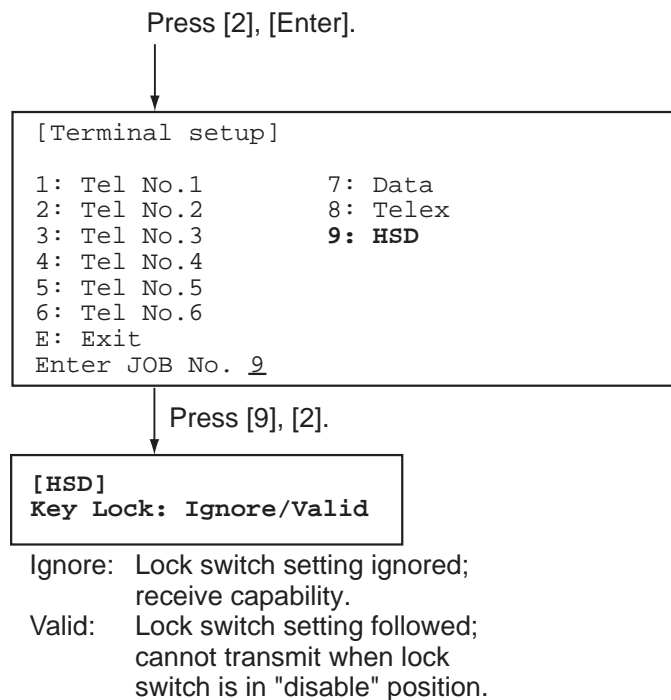 Press [2], [Enter].
[Terminal setup]
1: Tel No.1 7: Data
2: Tel No.2 8: Telex
3: Tel No.3 9: HSD
4: Tel No.4
5: Tel No.5
6: Tel No.6
E: Exit
Enter JOB No. 9
Press [9], [2].
[HSD]
Key Lock: Ignore/Valid
Ignore: Lock switch setting ignored;
receive capability.
Valid: Lock switch setting followed;
cannot transmit when lock
switch is in "disable" position.